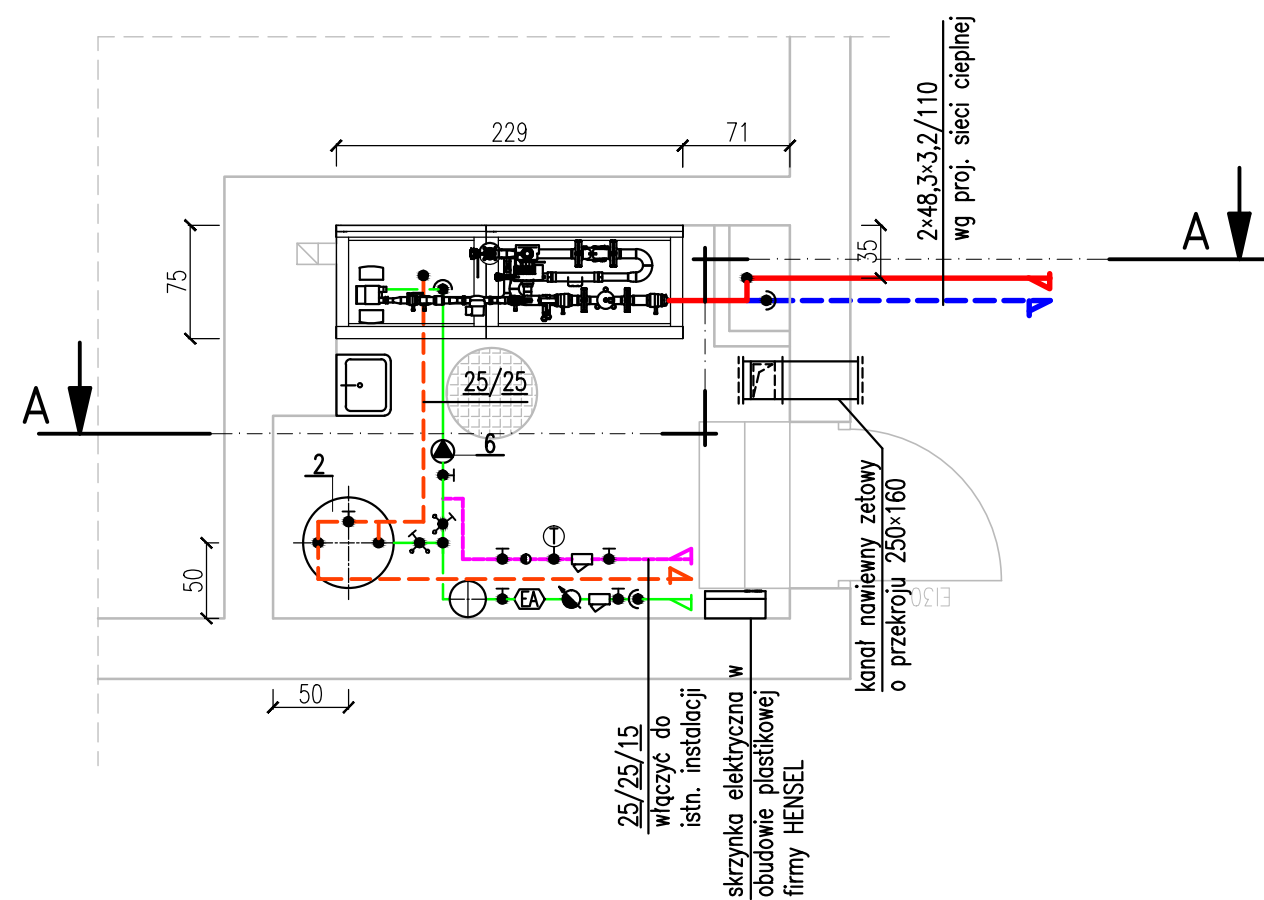 229
71
2×48,3×3,2/110
wg proj. sieci cieplnej
35
A
75
25/25
A
6
2
T
50
EA
EI30
kanał nawiewny zetowy
o przekroju 250×160
50
25/25/15
włączyć do
istn. instalacji
skrzynka elektryczna w
obudowie plastikowej
firmy HENSEL